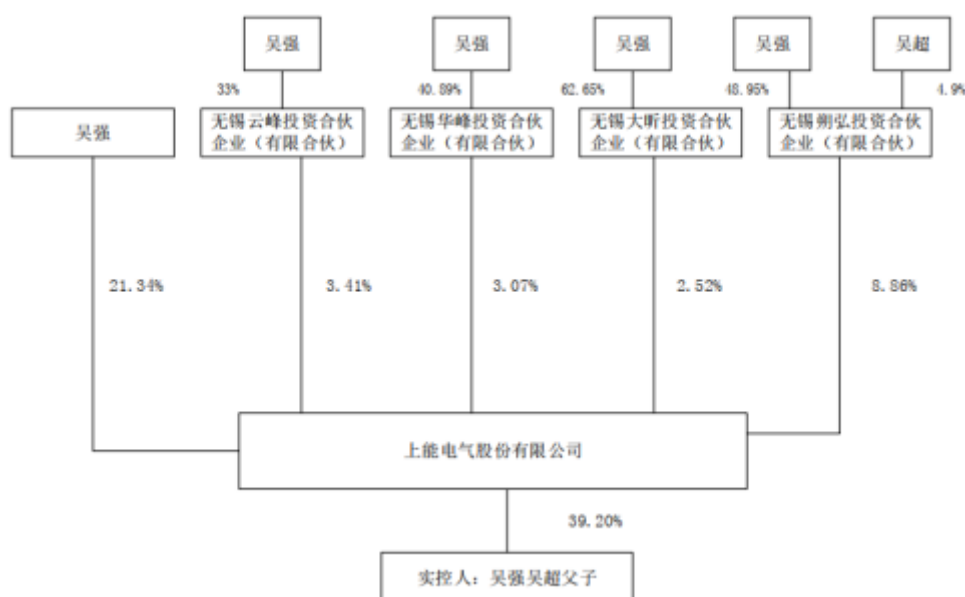 吴强
吴强
吴强
吴强
吴超
33%
40.89%
62.65%
48.95%
4.9%
吴强
无锡云峰投资合伙
企业（有限合伙）
无锡华峰投资合伙
企业（有限合伙）
无锡大昕投资合伙
企业（有限合伙）
无锡朔弘投资合伙
企业（有限合伙）
21.34%
3.41%
3.07%
2.52%
8.86%
上能电气股份有限公司
39.20%
实控人：吴强吴超父子